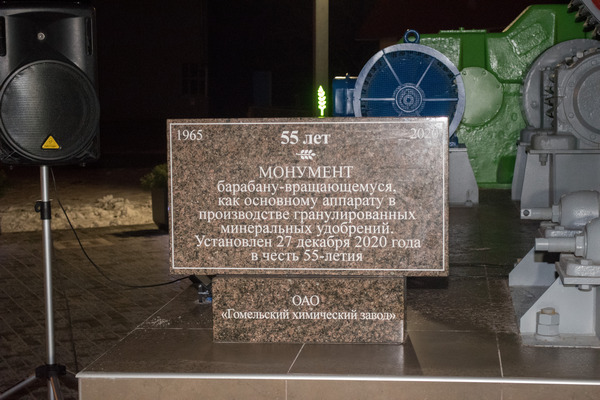 1965 55 лет 2020
МОНУМЕНТ
барабану-вращающемуся,
как основному аппарату в
производстве гранулированных
минеральных удобрений.
Установлен 27 декабря 2020 года
в честь 55-летия
ОАО
«Гомельский химический завод»